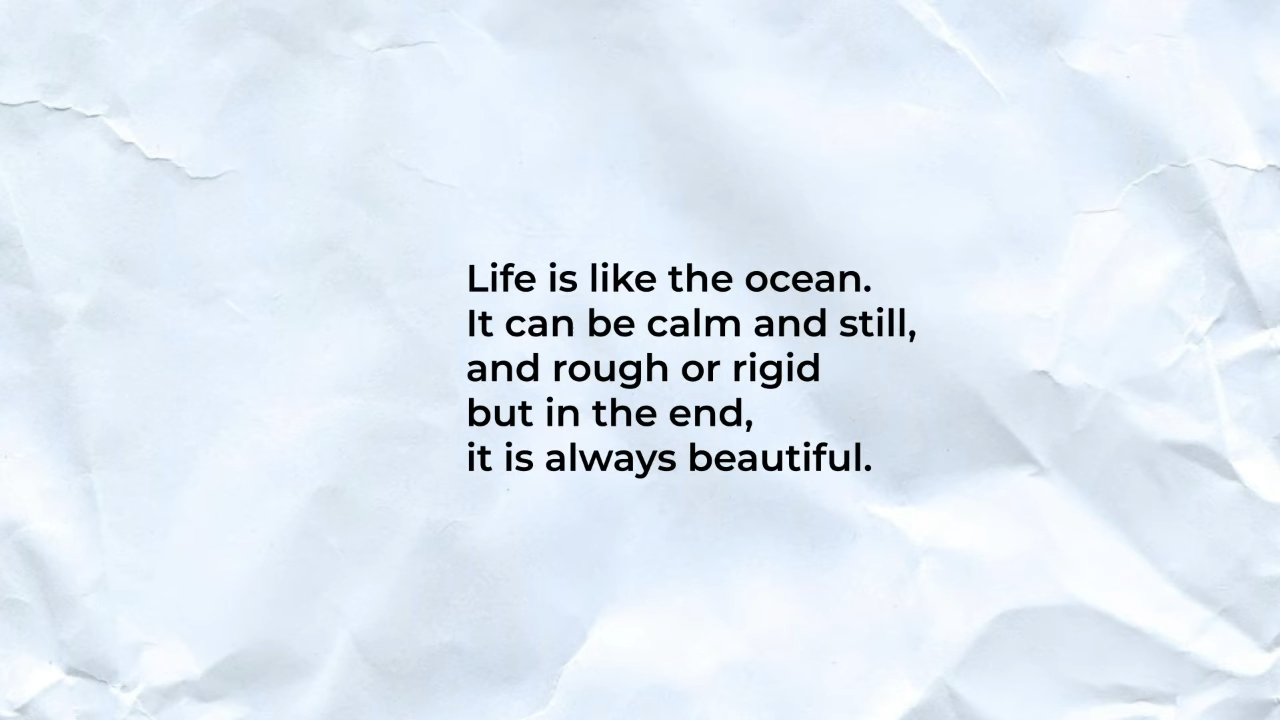 Life is like the ocean.
It can be calm and still,
and rough or rigid
but in the end,
it is always beautiful.